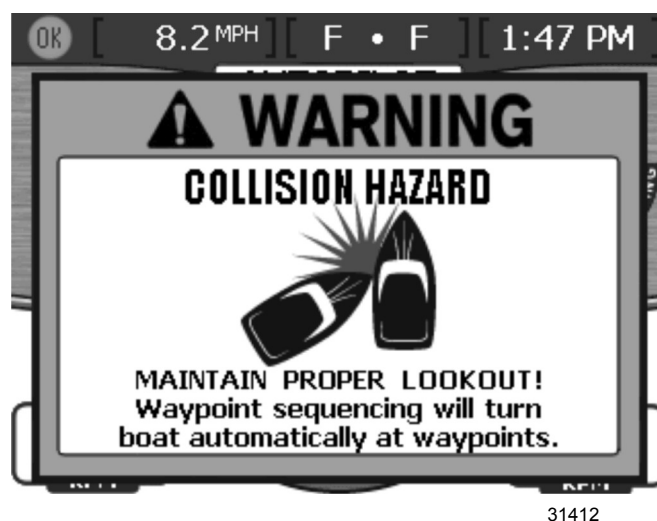 OK [ 8.2 MPH ] [ F • F ] [ 1:47 PM ]
WARNING
COLLISION HAZARD
MAINTAIN PROPER LOOKOUT!
Waypoint sequencing will turn
boat automatically at waypoints.
31412